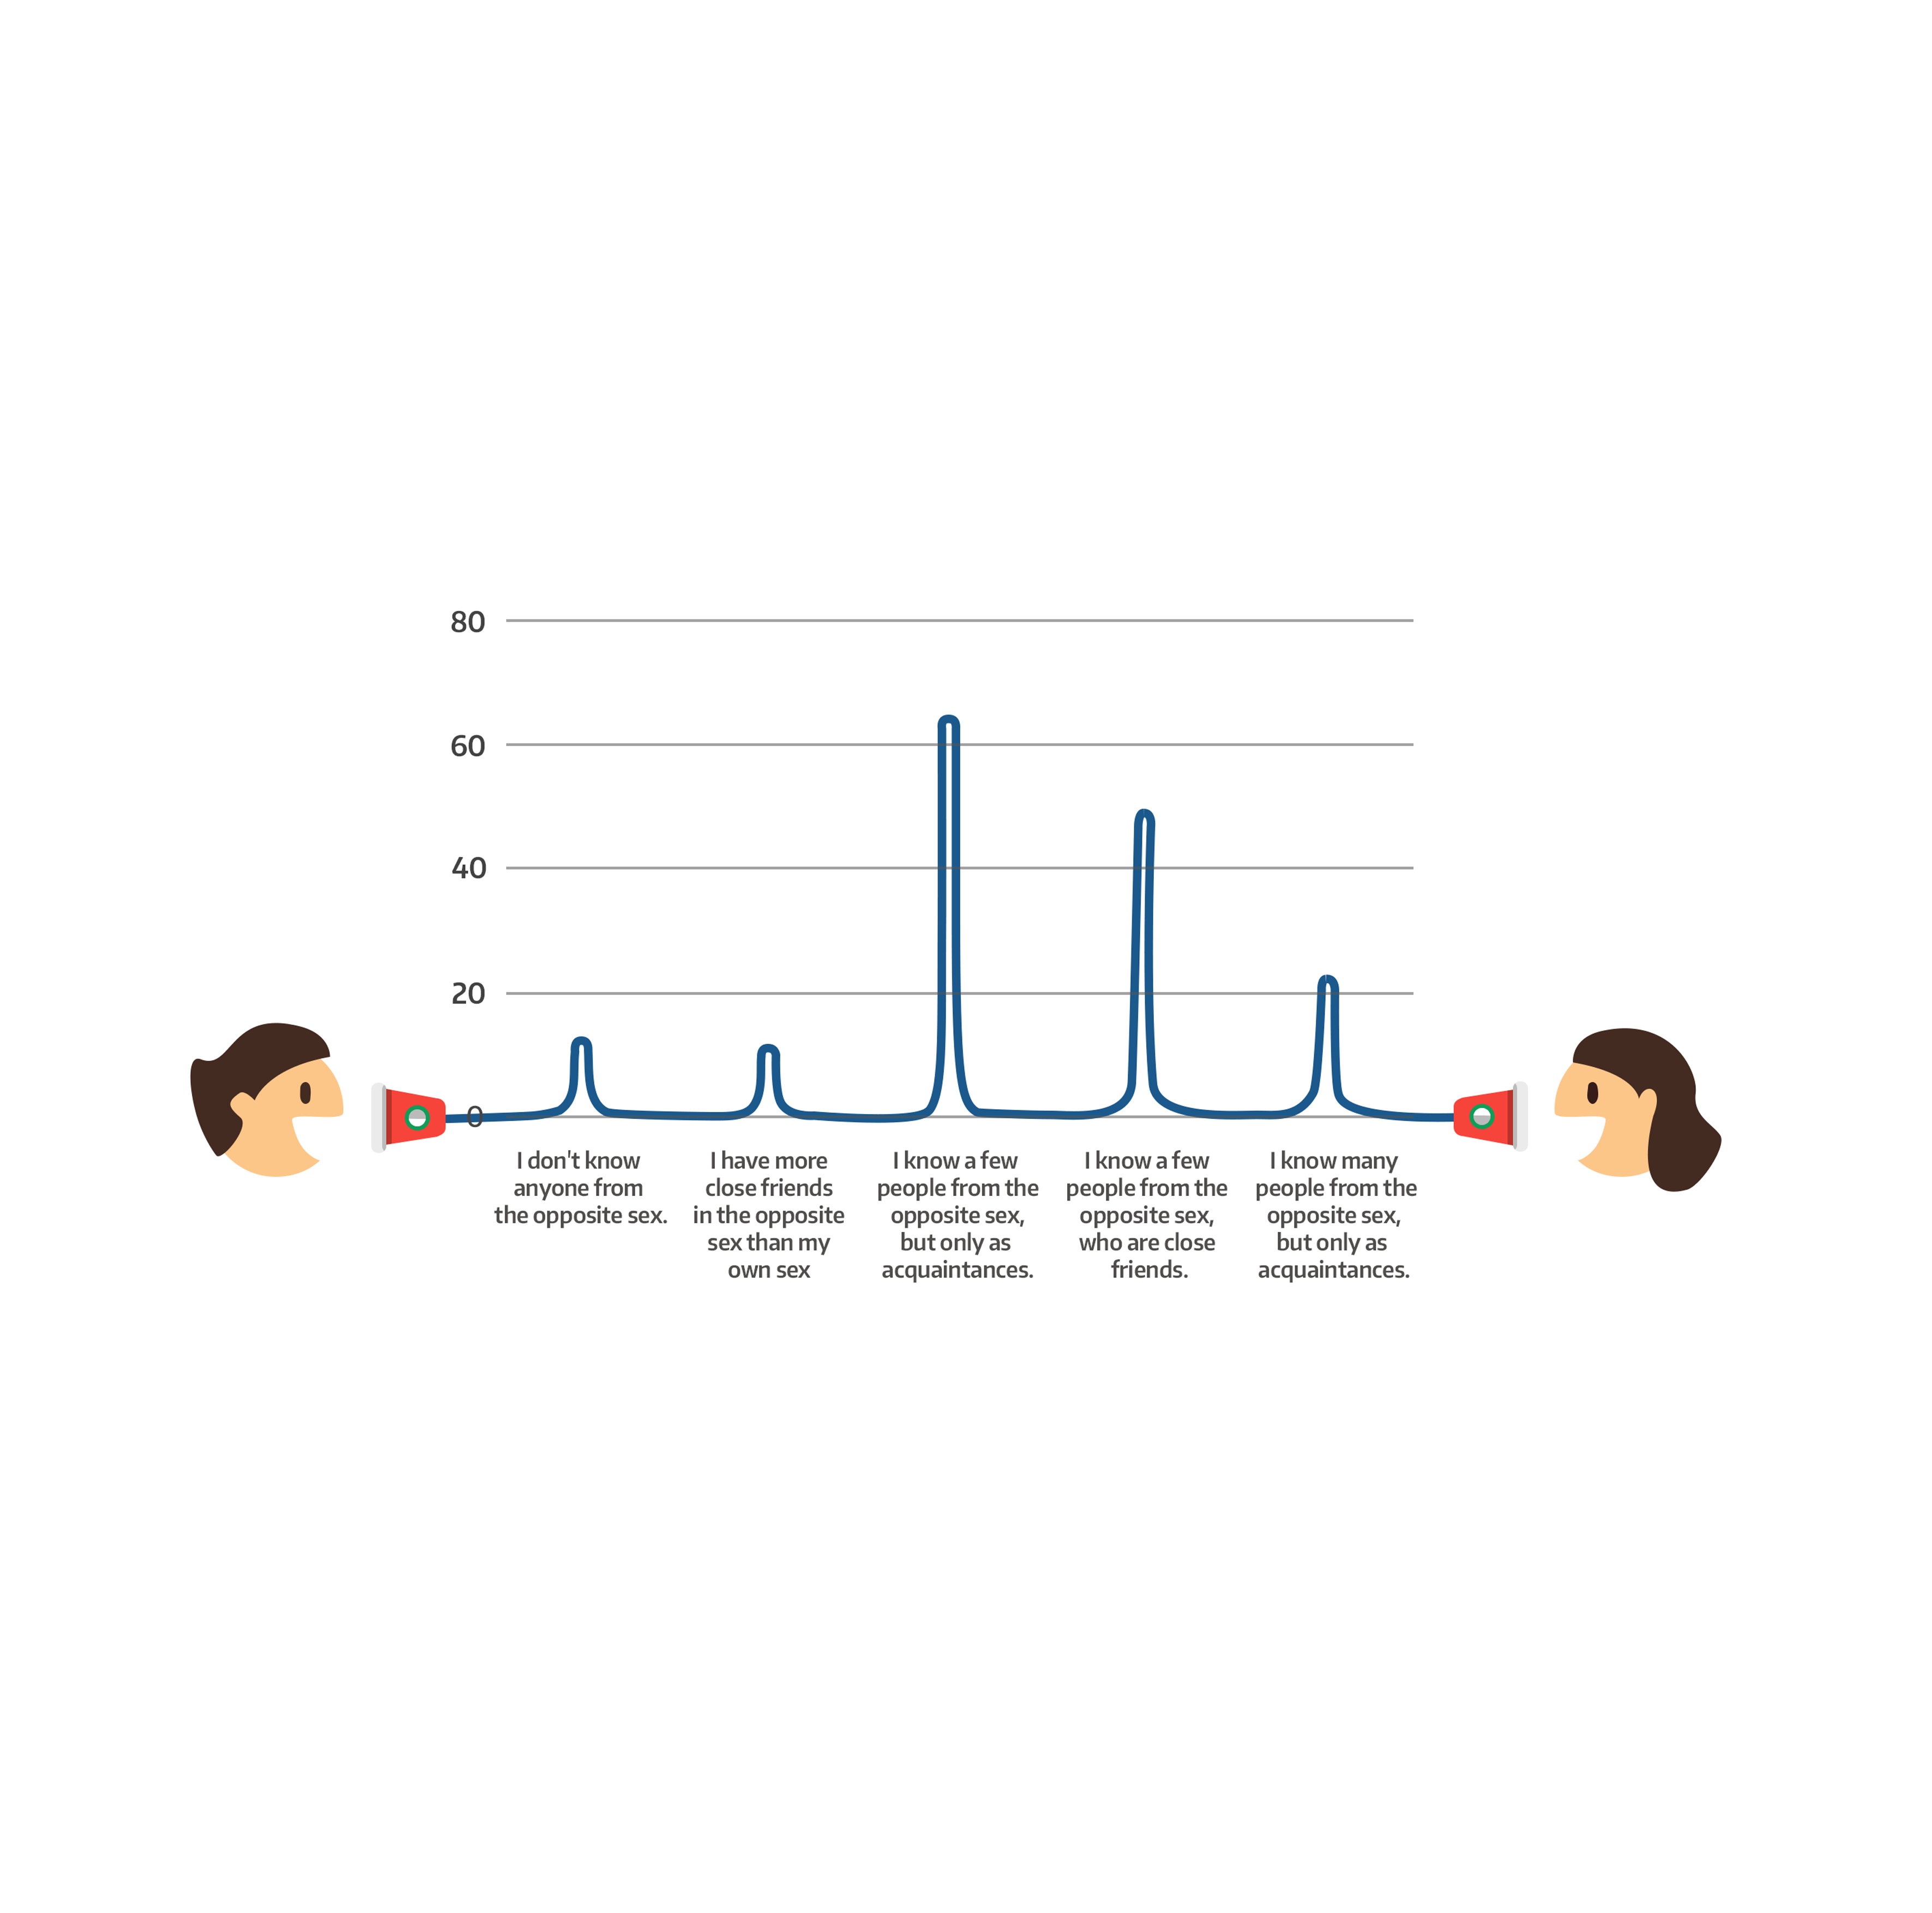 80
60
40
20
0
I don't know
anyone from
the opposite sex.
I have more
close friends
in the opposite
sex than my
own sex
I know a few
people from the
opposite sex,
but only as
acquaintances.
I know a few
people from the
opposite sex,
who are close
friends.
I know many
people from the
opposite sex,
but only as
acquaintances.